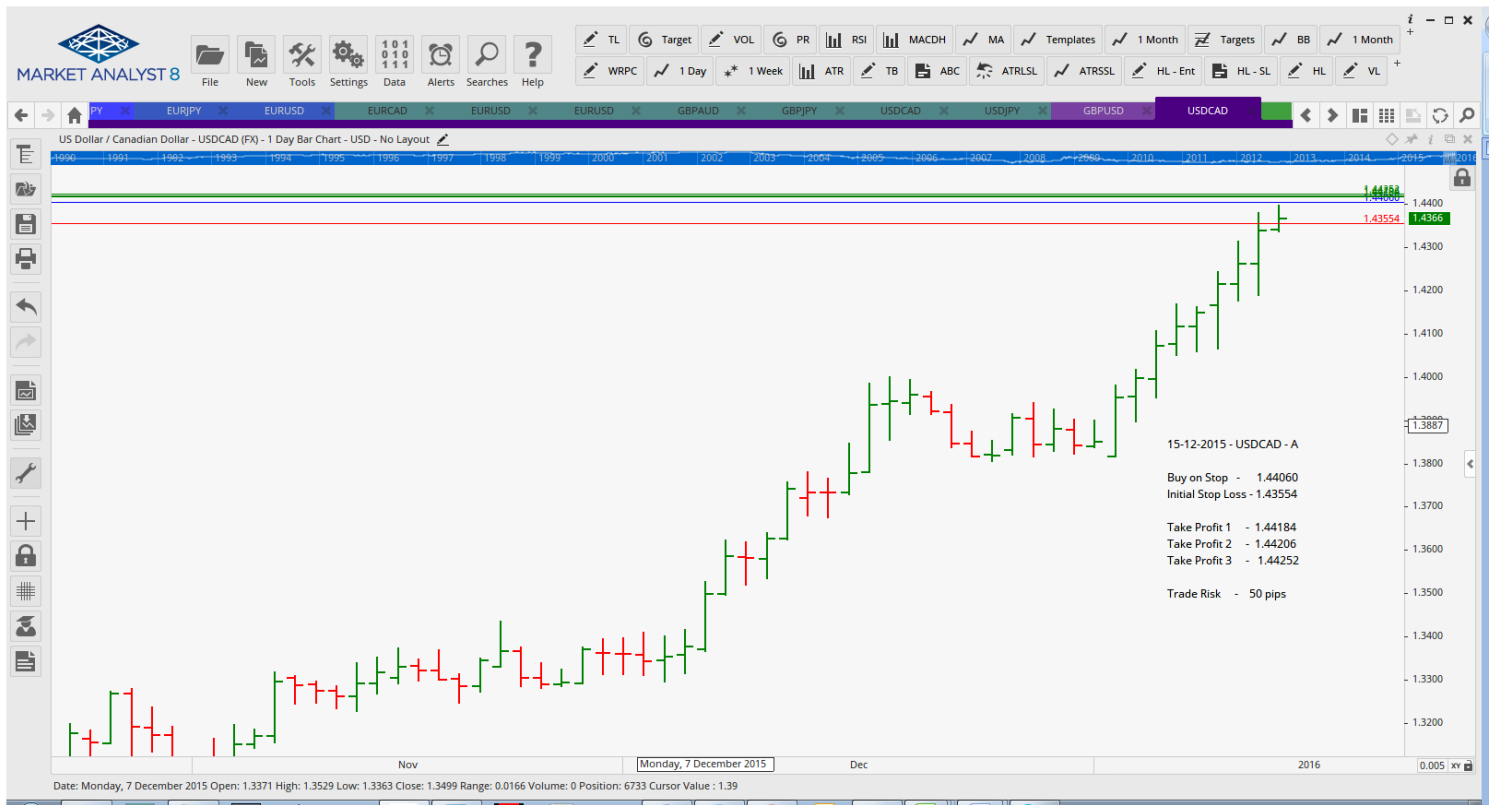 MARKET ANALYST 8
File New Tools Settings Data Alerts Searches Help
101
010
111
TL Target VOL PR RSI MACDH MA Templates 1 Month Targets BB 1 Month
WRPC 1 Day 1 Week ATR TB ABC ATRLSL ATRSSL HL - Ent HL - SL HL VL
PY EURJPY EURUSD EURCAD EURUSD EURUSD GBPAUD GBPJPY USDCAD USDJPY GBPUSD USDCAD
US Dollar / Canadian Dollar - USDCAD (FX) - 1 Day Bar Chart - USD - No Layout
1990 1991 1992 1993 1994 1995 1996 1997 1998 1999 2000 2001 2002 2003 2004 2005 2006 2007 2008 2009 2010 2011 2012 2013 2014 2015 2016
1.44252
1.4400
1.43554 1.4366
1.4300
1.4200
1.4100
1.4000
1.3887
15-12-2015 - USDCAD - A
1.3800
Buy on Stop - 1.44060
Initial Stop Loss - 1.43554
1.3700
Take Profit 1 - 1.44184
Take Profit 2 - 1.44206
1.3600
Take Profit 3 - 1.44252
Trade Risk - 50 pips
1.3500
1.3400
1.3300
1.3200
Nov Monday, 7 December 2015 Dec 2016 0.005 XY
Date: Monday, 7 December 2015 Open: 1.3371 High: 1.3529 Low: 1.3363 Close: 1.3499 Range: 0.0166 Volume: 0 Position: 6733 Cursor Value : 1.39